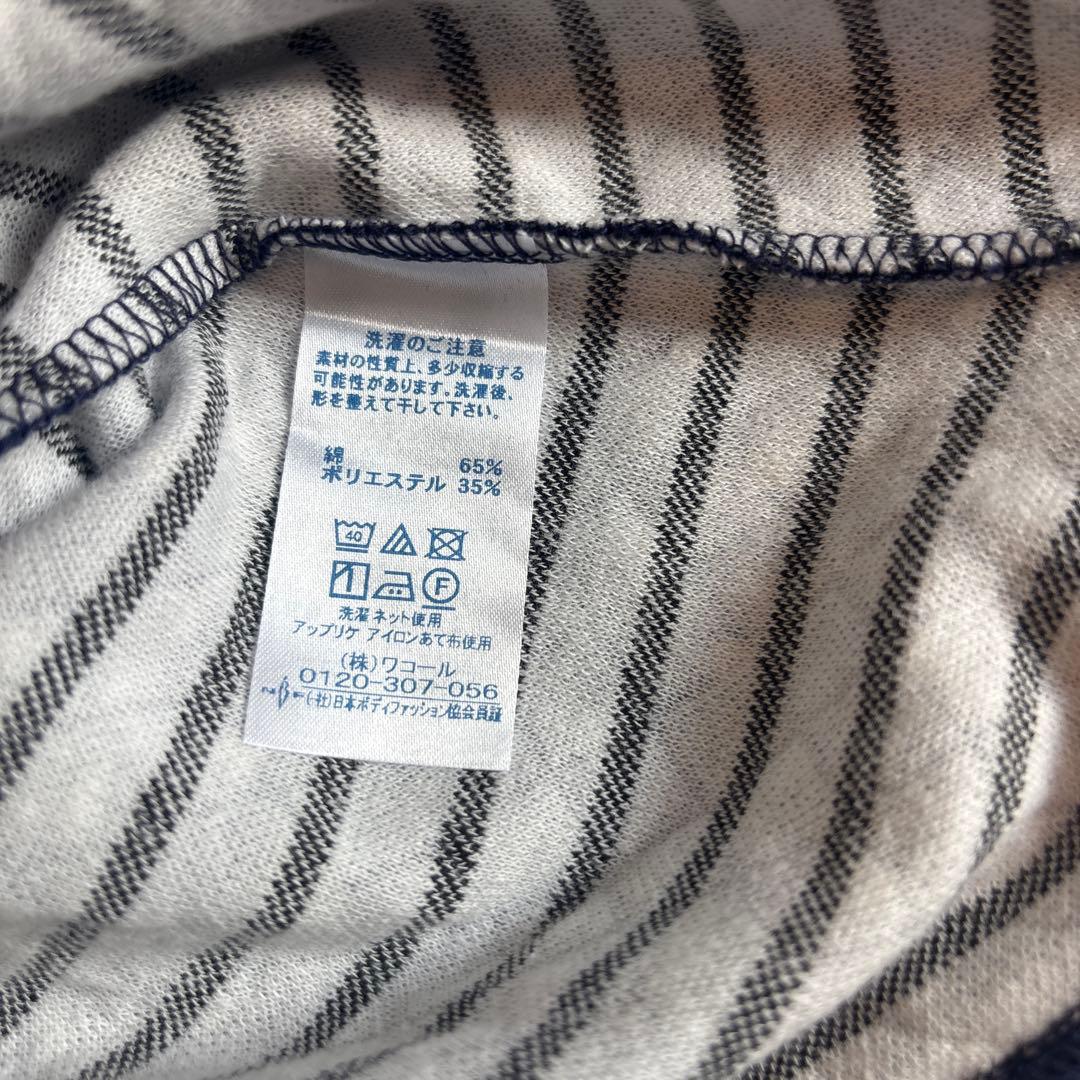 洗濯のご注意
素材の性質上、多少収縮する
可能性があります。洗濯後、
形を整えて干して下さい。
綿 65%
ポリエステル 35%
40
F
洗濯ネット使用
アップリケ アイロンあて布使用
(株)ワコール
0120-307-056
(社)日本ボディファッション協会員証